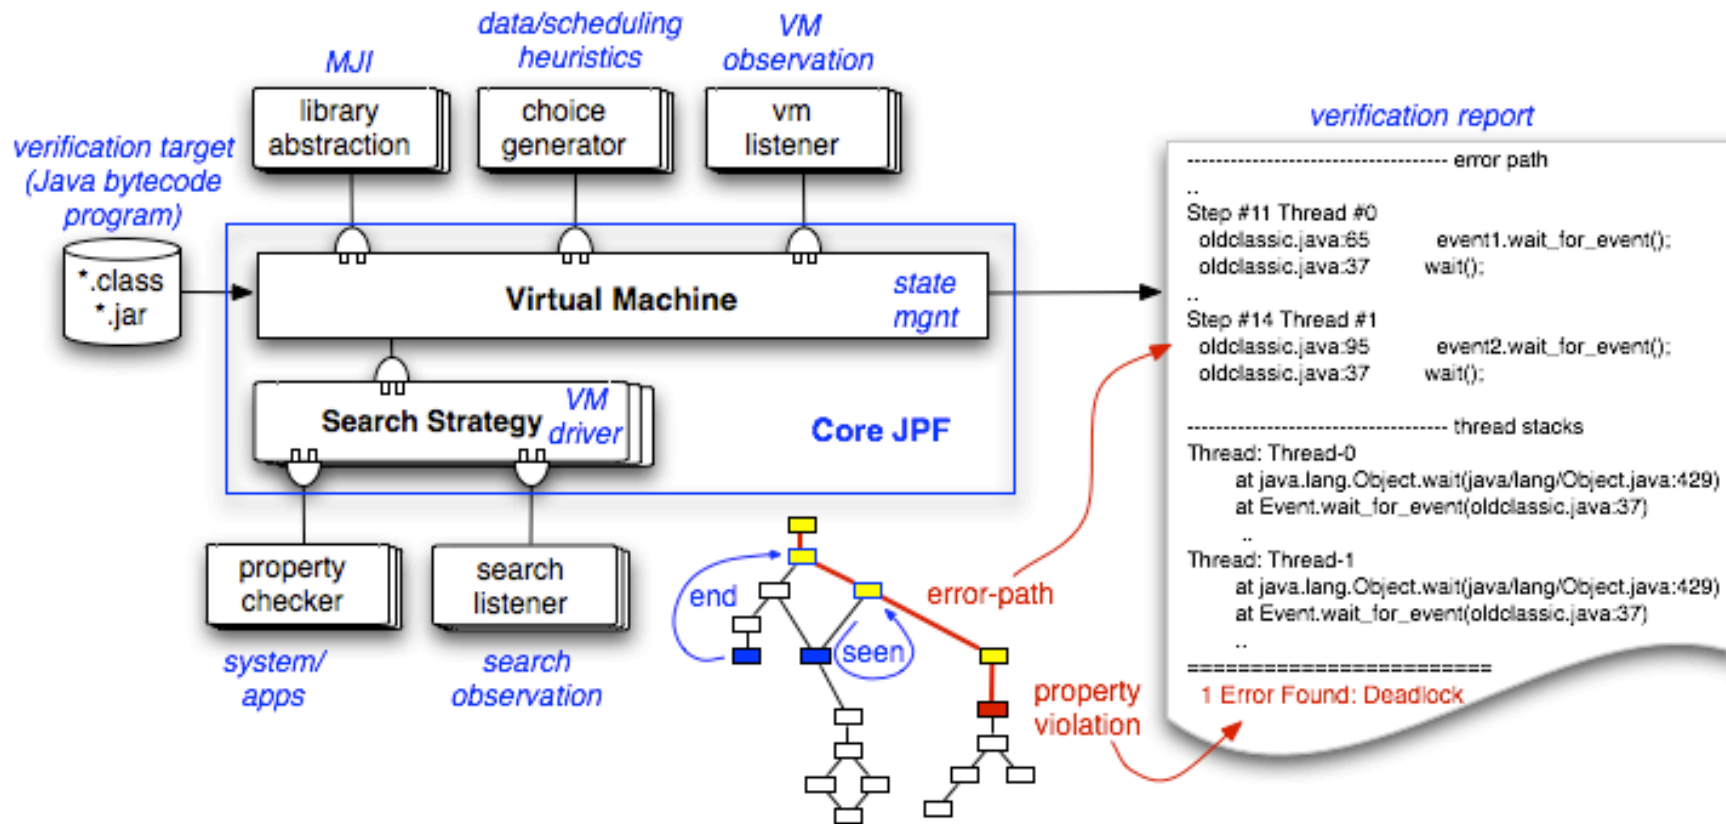 MJI
data/scheduling
heuristics
VM
observation
library
abstraction
choice
generator
vm
listener
verification target
(Java bytecode
program)
*.class
*.jar
Virtual Machine
state
mgnt
Search Strategy
VM
driver
Core JPF
property
checker
search
listener
system/
apps
search
observation
end
seen
error-path
property
violation
verification report
------------------------------------ error path
..
Step #11 Thread #0
oldclassic.java:65 event1.wait_for_event();
oldclassic.java:37 wait();
..
Step #14 Thread #1
oldclassic.java:95 event2.wait_for_event();
oldclassic.java:37 wait();
------------------------------------ thread stacks
Thread: Thread-0
at java.lang.Object.wait(java/lang/Object.java:429)
at Event.wait_for_event(oldclassic.java:37)
..
Thread: Thread-1
at java.lang.Object.wait(java/lang/Object.java:429)
at Event.wait_for_event(oldclassic.java:37)
..
========================
1 Error Found: Deadlock